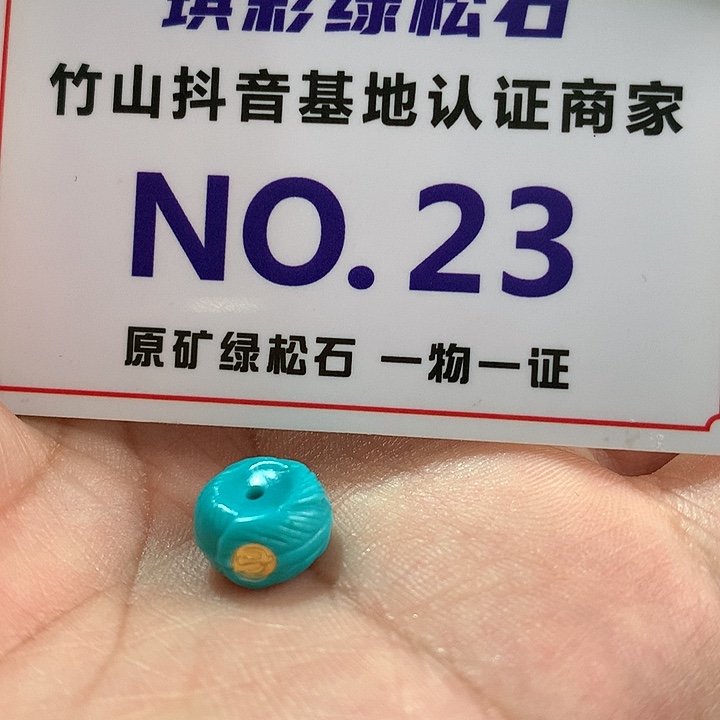 琪彩绿松石
竹山抖音基地认证商家
NO.23
原矿绿松石 一物一证